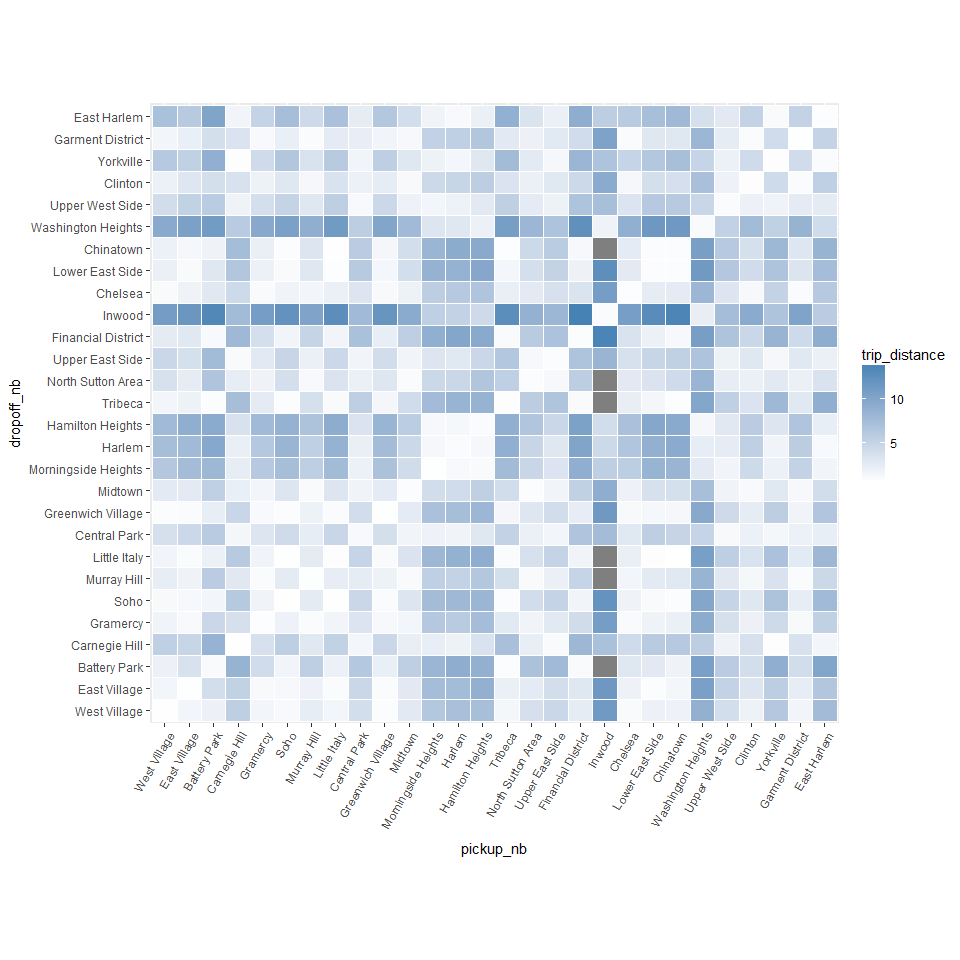 East Harlem
Garment District
Yorkville
Clinton
Upper West Side
Washington Heights
Chinatown
Lower East Side
Chelsea
Inwood
Financial District
Upper East Side
North Sutton Area
Tribeca
Hamilton Heights
Harlem
Morningside Heights
Midtown
Greenwich Village
Central Park
Little Italy
Murray Hill
Soho
Gramercy
Carnegie Hill
Battery Park
East Village
West Village
dropoff_nb
West Village
East Village
Battery Park
Carnegie Hill
Gramercy
Soho
Murray Hill
Little Italy
Central Park
Greenwich Village
Midtown
Morningside Heights
Harlem
Hamilton Heights
Tribeca
North Sutton Area
Upper East Side
Financial District
Inwood
Chelsea
Lower East Side
Chinatown
Washington Heights
Upper West Side
Clinton
Yorkville
Garment District
East Harlem
pickup_nb
trip_distance
10
5